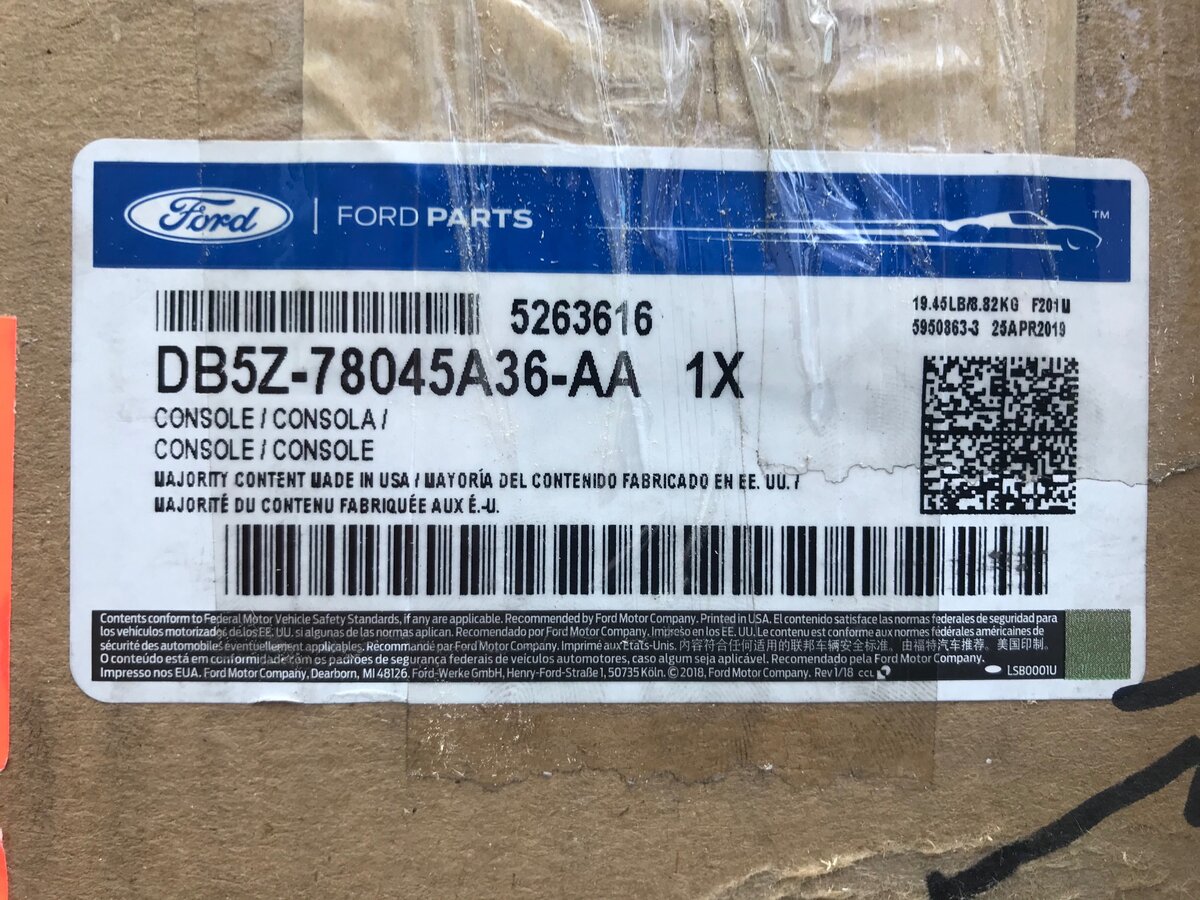 Ford | FORD PARTS TM
5263616
19.45LB/8.82KG F201U
5950863-3 25APR2019
DB5Z-78045A36-AA 1X
CONSOLE / CONSOLA /
CONSOLE / CONSOLE
MAJORITY CONTENT MADE IN USA / MAYORÍA DEL CONTENIDO FABRICADO EN EE. UU. /
MAJORITÉ DU CONTENU FABRIQUÉE AUX É.-U.
Contents conform to Federal Motor Vehicle Safety Standards, if any are applicable. Recommended by Ford Motor Company. Printed in USA. El contenido satisface las normas federales de seguridad para
los vehículos motorizados de los EE. UU. si algunas de las normas aplican. Recomendado por Ford Motor Company. Impreso en los EE. UU. Le contenu est conforme aux normes fédérales américaines de
sécurité des automobiles éventuellement applicables. Recommandé par Ford Motor Company. Imprimé aux États-Unis. 内容符合任何适用的联邦车辆安全标准。由福特汽车推荐。美国印制。
O conteúdo está em conformidade com os padrões de segurança federais de veículos automotores, caso algum seja aplicável. Recomendado pela Ford Motor Company.
Impresso nos EUA. Ford Motor Company, Dearborn, MI 48126. Ford-Werke GmbH, Henry-Ford-Straße 1, 50735 Köln. © 2018, Ford Motor Company. Rev 1/18 CCL LSB0001U